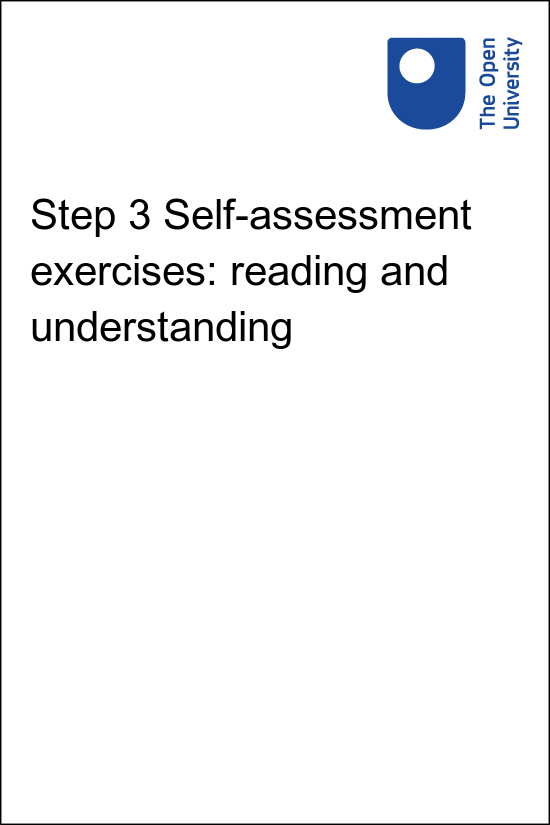 The Open
University
Step 3 Self-assessment
exercises: reading and
understanding